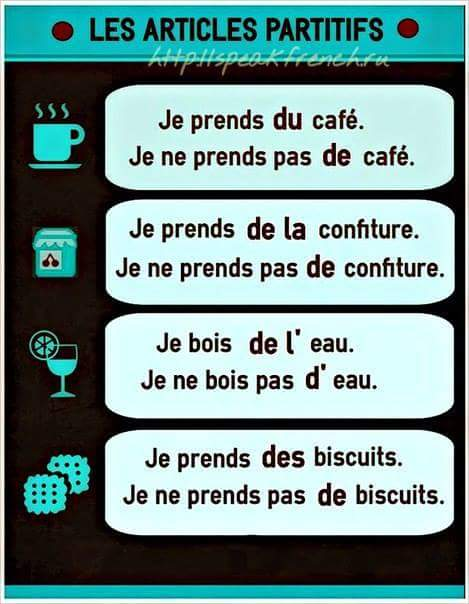 LES ARTICLES PARTITIFS
http://speakfrench.ru
Je prends du café.
Je ne prends pas de café.
Je prends de la confiture.
Je ne prends pas de confiture.
Je bois de l' eau.
Je ne bois pas d' eau.
Je prends des biscuits.
Je ne prends pas de biscuits.